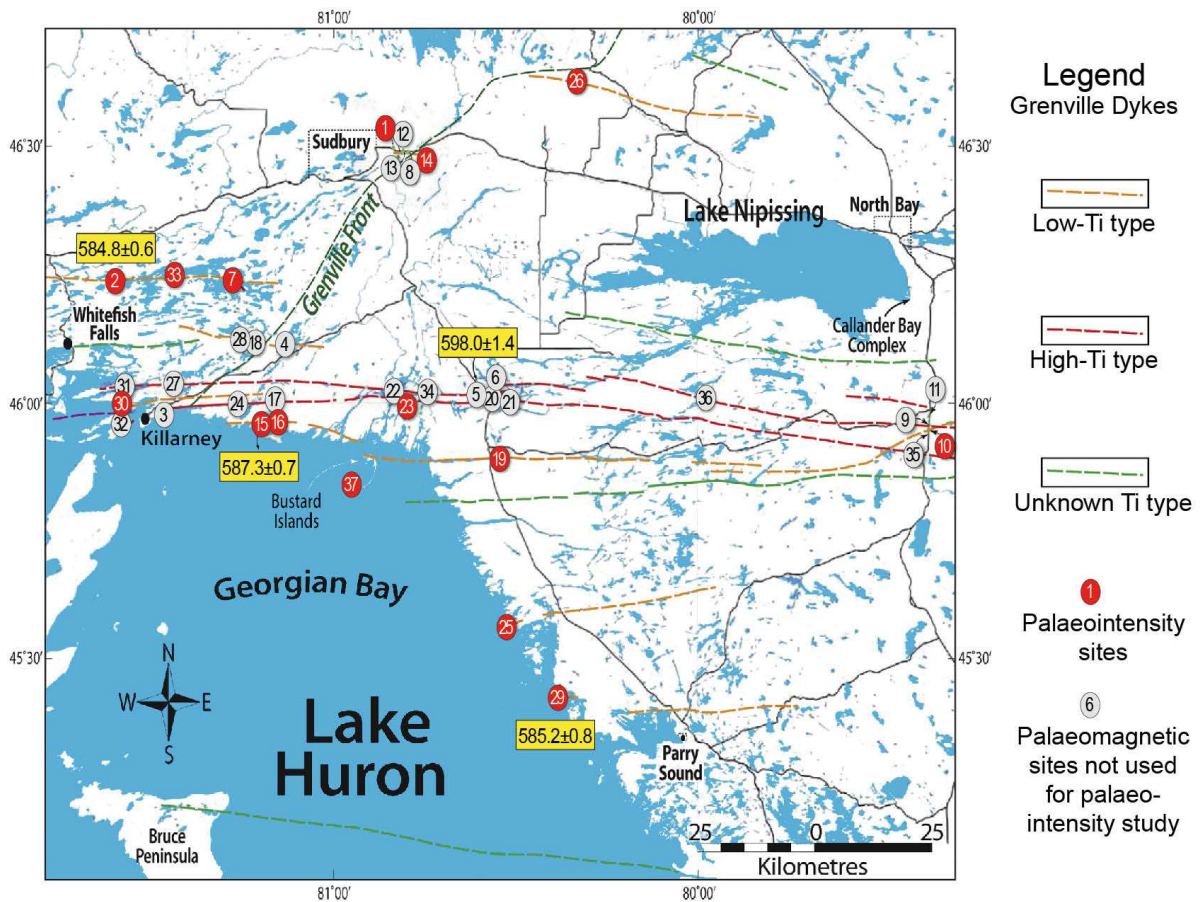 81°00'
80°00'
26
1
12
46°30'
46°30'
Sudbury
13
8
14
Lake Nipissing
North Bay
Grenville Front
584.8±0.6
2
33
7
Whitefish
Falls
Callander Bay
Complex
28
18
4
598.0±1.4
31
27
6
11
30
24
17
22
34
5
20
21
36
46°00'
46°00'
32
3
23
9
Killarney
15
16
10
35
587.3±0.7
19
37
Bustard
Islands
Georgian Bay
25
45°30'
45°30'
N
W
E
S
29
585.2±0.8
Lake
Huron
Parry
Sound
Bruce
Peninsula
25
0
25
Kilometres
81°00'
80°00'
Legend
Grenville Dykes
Low-Ti type
High-Ti type
Unknown Ti type
1
Palaeointensity
sites
6
Palaeomagnetic
sites not used
for palaeo-
intensity study